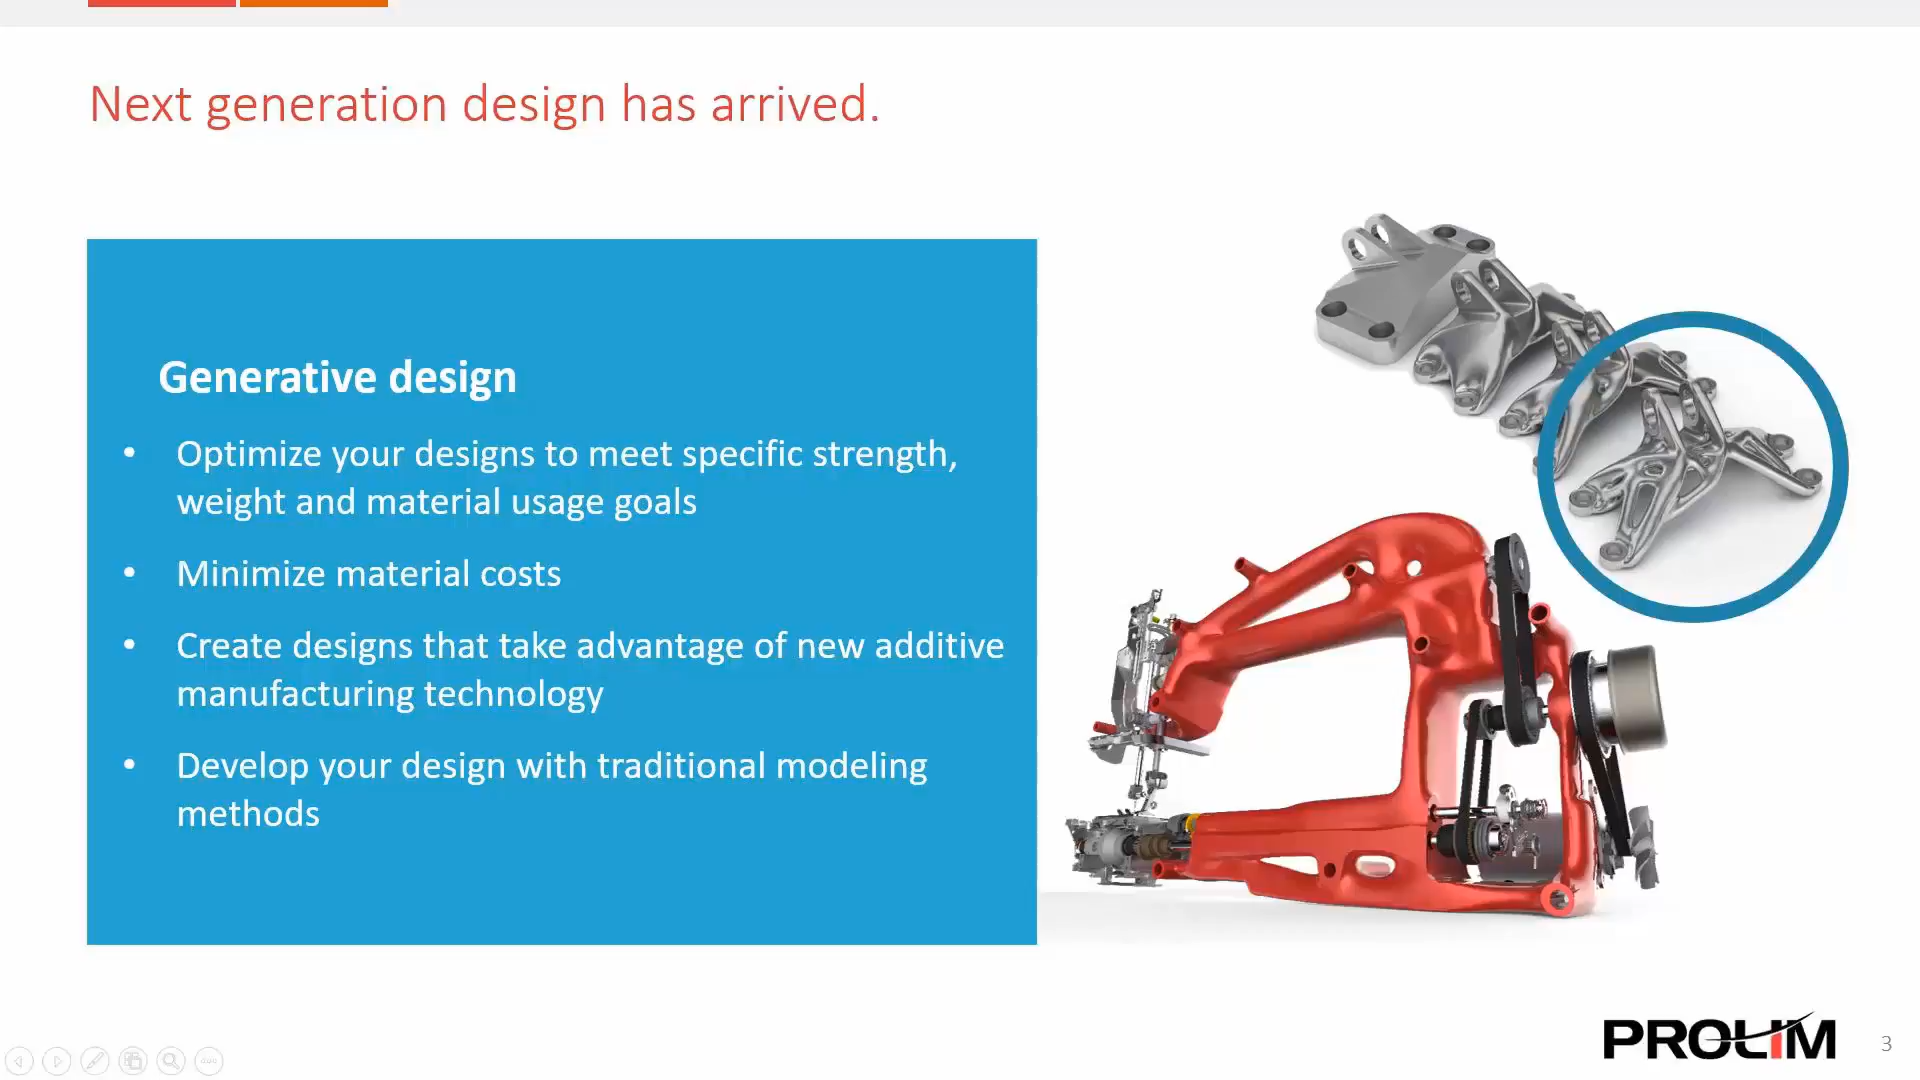 Next generation design has arrived.
Generative design
• Optimize your designs to meet specific strength,
weight and material usage goals
• Minimize material costs
• Create designs that take advantage of new additive
manufacturing technology
• Develop your design with traditional modeling
methods
PROLIM
3